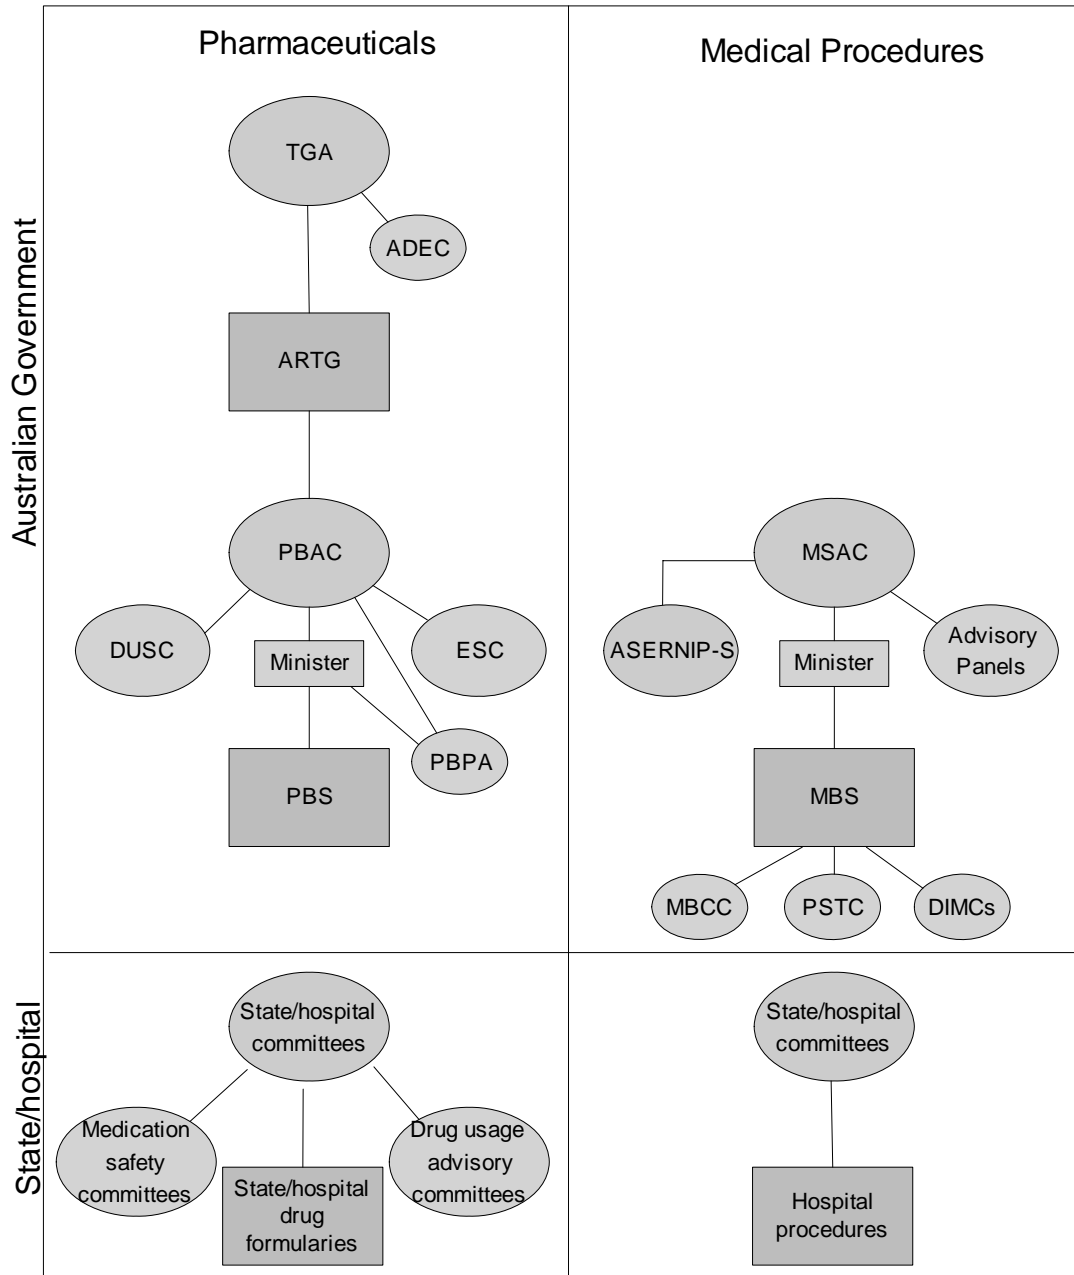 Pharmaceuticals
Medical Procedures
Australian Government
TGA
ADEC
ARTG
PBAC
DUSC
Minister
ESC
PBPA
PBS
MSAC
ASERNIP-S
Minister
Advisory
Panels
MBS
MBCC
PSTC
DIMCs
State/hospital
State/hospital
committees
Medication
safety
committees
State/hospital
drug
formularies
Drug usage
advisory
committees
State/hospital
committees
Hospital
procedures